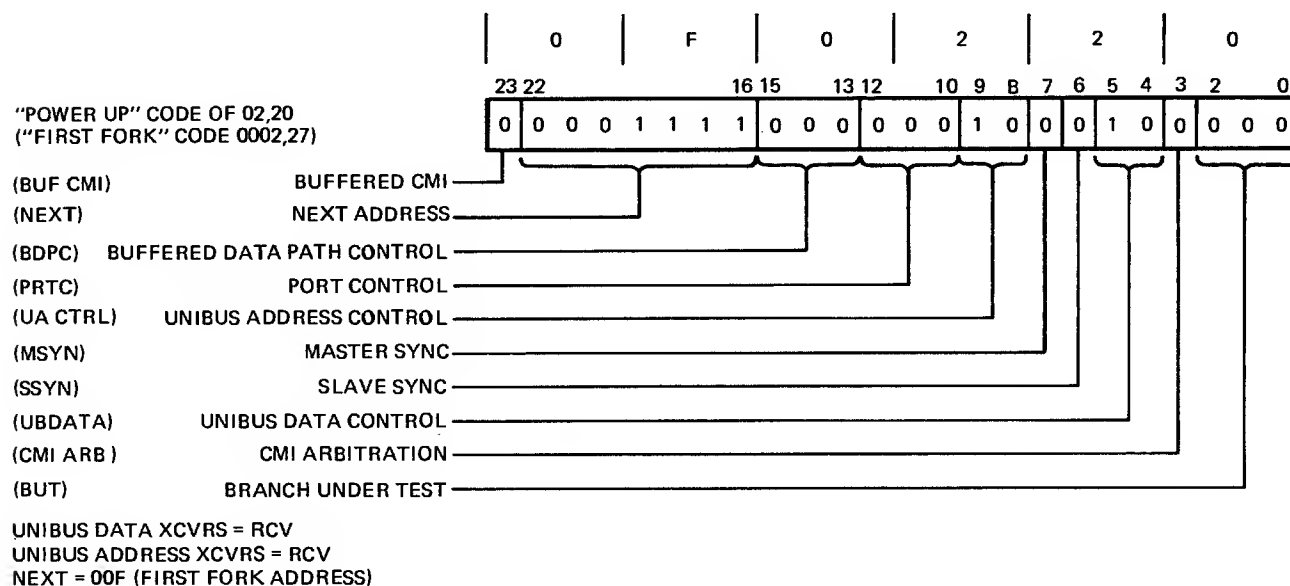 0 F 0 2 2 0
23 22 16 15 13 12 10 9 8 7 6 5 4 3 2 0
"POWER UP" CODE OF 02,20
("FIRST FORK" CODE 0002,27)
0 0 0 0 1 1 1 1 0 0 0 0 0 0 1 0 0 0 1 0 0 0 0 0
(BUF CMI) BUFFERED CMI
(NEXT) NEXT ADDRESS
(BDPC) BUFFERED DATA PATH CONTROL
(PRTC) PORT CONTROL
(UA CTRL) UNIBUS ADDRESS CONTROL
(MSYN) MASTER SYNC
(SSYN) SLAVE SYNC
(UBDATA) UNIBUS DATA CONTROL
(CMI ARB ) CMI ARBITRATION
(BUT) BRANCH UNDER TEST
UNIBUS DATA XCVRS = RCV
UNIBUS ADDRESS XCVRS = RCV
NEXT = 00F (FIRST FORK ADDRESS)